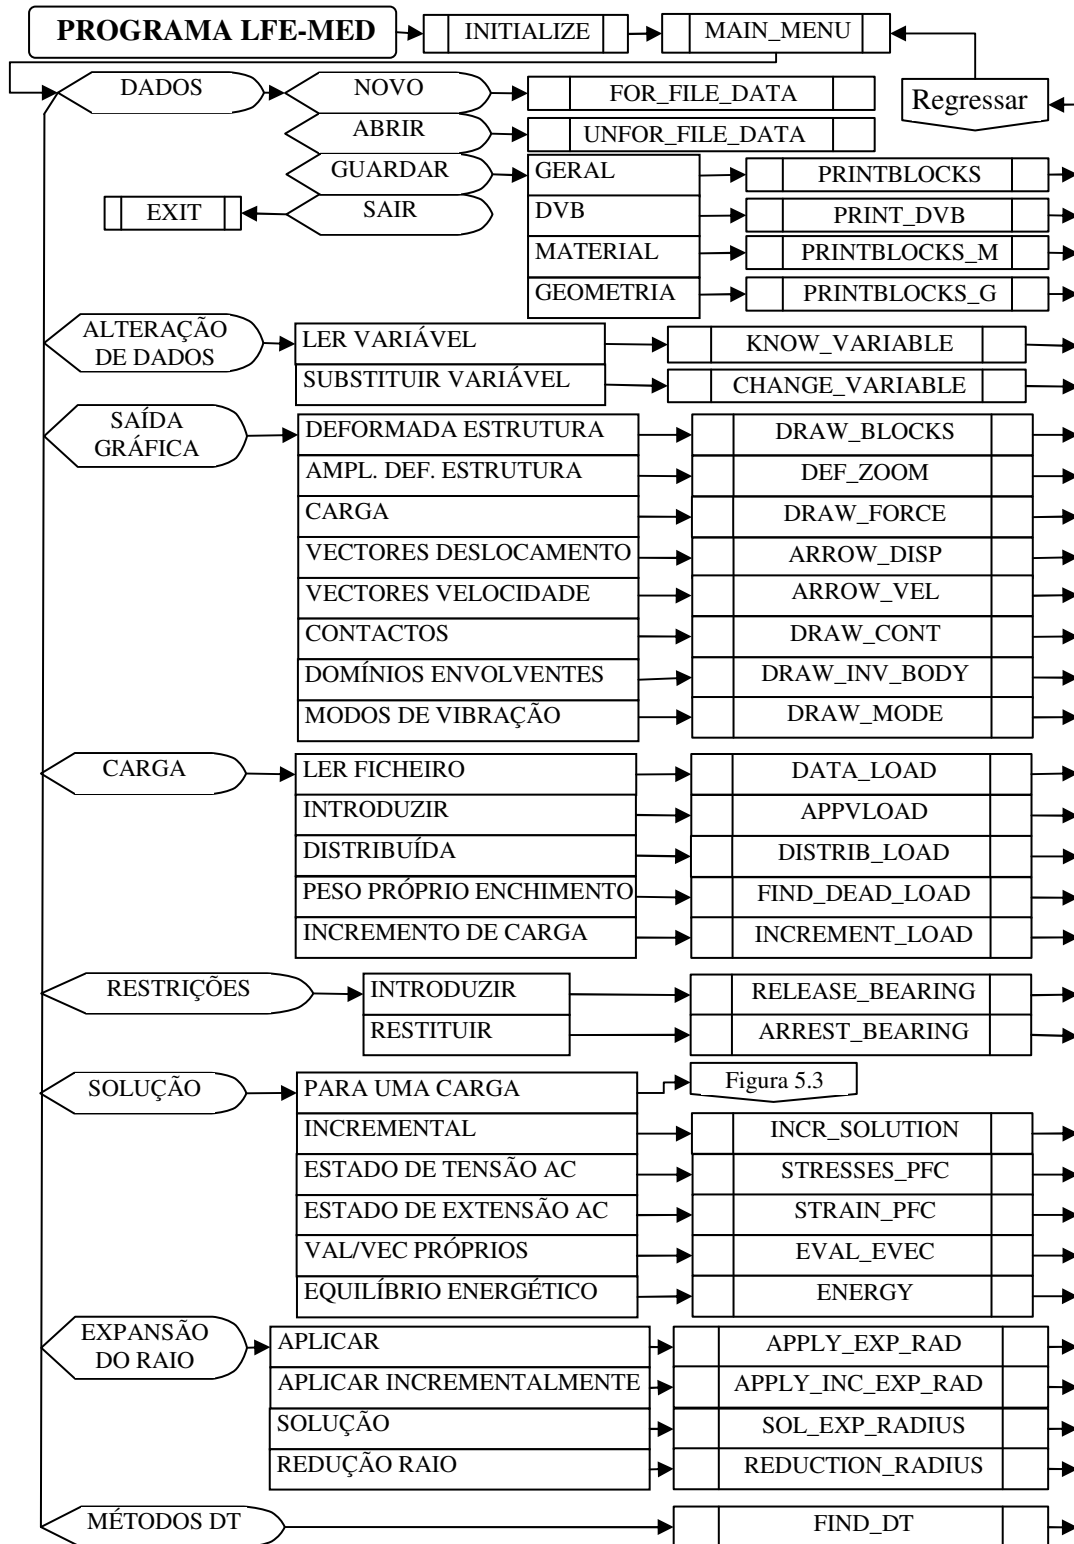 PROGRAMA LFE-MED
INITIALIZE
MAIN_MENU
Regressar
DADOS
NOVO
FOR_FILE_DATA
ABRIR
UNFOR_FILE_DATA
GUARDAR
GERAL
PRINTBLOCKS
EXIT
SAIR
DVB
PRINT_DVB
MATERIAL
PRINTBLOCKS_M
GEOMETRIA
PRINTBLOCKS_G
ALTERAÇÃO
DE DADOS
LER VARIÁVEL
KNOW_VARIABLE
SUBSTITUIR VARIÁVEL
CHANGE_VARIABLE
SAÍDA
GRÁFICA
DEFORMADA ESTRUTURA
DRAW_BLOCKS
AMPL. DEF. ESTRUTURA
DEF_ZOOM
CARGA
DRAW_FORCE
VECTORES DESLOCAMENTO
ARROW_DISP
VECTORES VELOCIDADE
ARROW_VEL
CONTACTOS
DRAW_CONT
DOMÍNIOS ENVOLVENTES
DRAW_INV_BODY
MODOS DE VIBRAÇÃO
DRAW_MODE
CARGA
LER FICHEIRO
DATA_LOAD
INTRODUZIR
APPVLOAD
DISTRIBUÍDA
DISTRIB_LOAD
PESO PRÓPRIO ENCHIMENTO
FIND_DEAD_LOAD
INCREMENTO DE CARGA
INCREMENT_LOAD
RESTRIÇÕES
INTRODUZIR
RELEASE_BEARING
RESTITUIR
ARREST_BEARING
SOLUÇÃO
PARA UMA CARGA
Figura 5.3
INCREMENTAL
INCR_SOLUTION
ESTADO DE TENSÃO AC
STRESSES_PFC
ESTADO DE EXTENSÃO AC
STRAIN_PFC
VAL/VEC PRÓPRIOS
EVAL_EVEC
EQUILÍBRIO ENERGÉTICO
ENERGY
EXPANSÃO
DO RAIO
APLICAR
APPLY_EXP_RAD
APLICAR INCREMENTALMENTE
APPLY_INC_EXP_RAD
SOLUÇÃO
SOL_EXP_RADIUS
REDUÇÃO RAIO
REDUCTION_RADIUS
MÉTODOS DT
FIND_DT